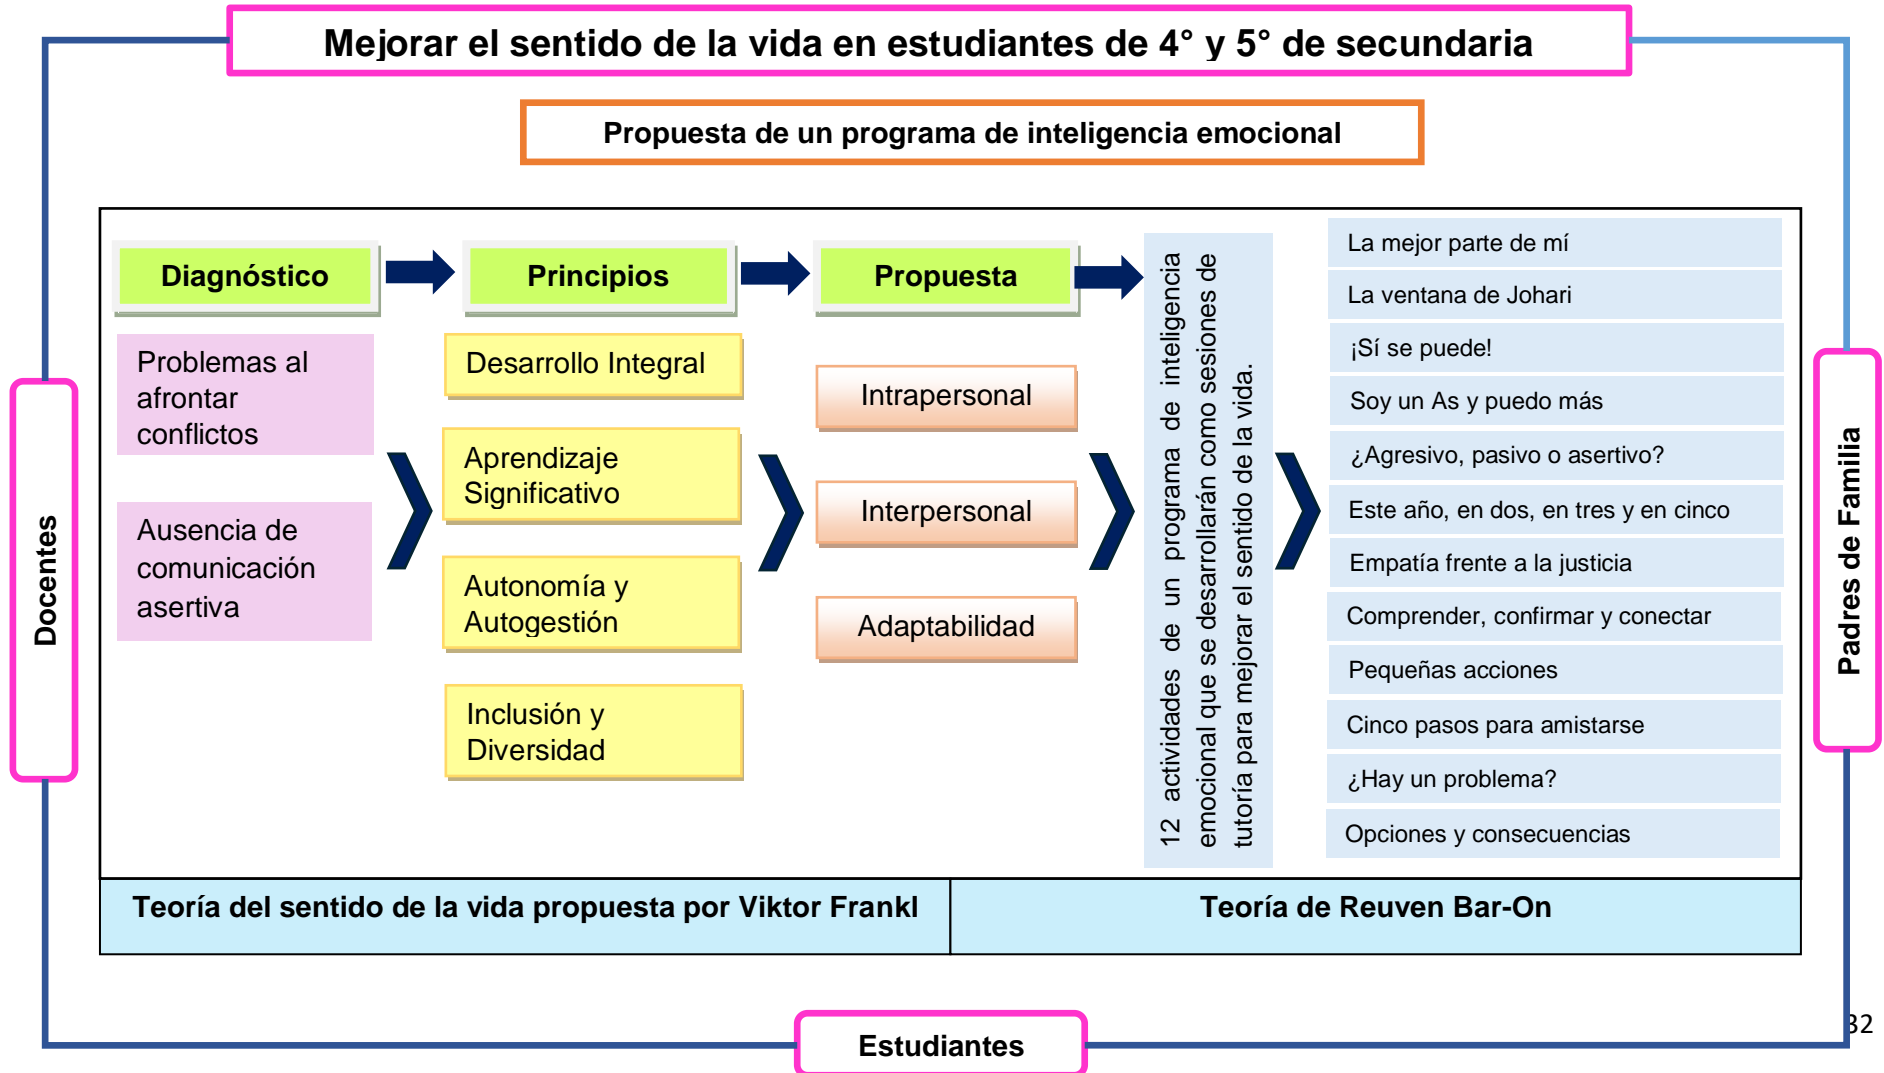 Mejorar el sentido de la vida en estudiantes de 4° y 5° de secundaria
Propuesta de un programa de inteligencia emocional
Diagnóstico
Problemas al
afrontar
conflictos
Ausencia de
comunicación
asertiva
Principios
Desarrollo Integral
Aprendizaje
Significativo
Autonomía y
Autogestión
Inclusión y
Diversidad
Propuesta
Intrapersonal
Interpersonal
Adaptabilidad
12 actividades de un programa de inteligencia
emocional que se desarrollarán como sesiones de
tutoría para mejorar el sentido de la vida.
La mejor parte de mí
La ventana de Johari
¡Sí se puede!
Soy un As y puedo más
¿Agresivo, pasivo o asertivo?
Este año, en dos, en tres y en cinco
Empatía frente a la justicia
Comprender, confirmar y conectar
Pequeñas acciones
Cinco pasos para amistarse
¿Hay un problema?
Opciones y consecuencias
Docentes
Padres de Familia
Teoría del sentido de la vida propuesta por Viktor Frankl
Teoría de Reuven Bar-On
Estudiantes
32